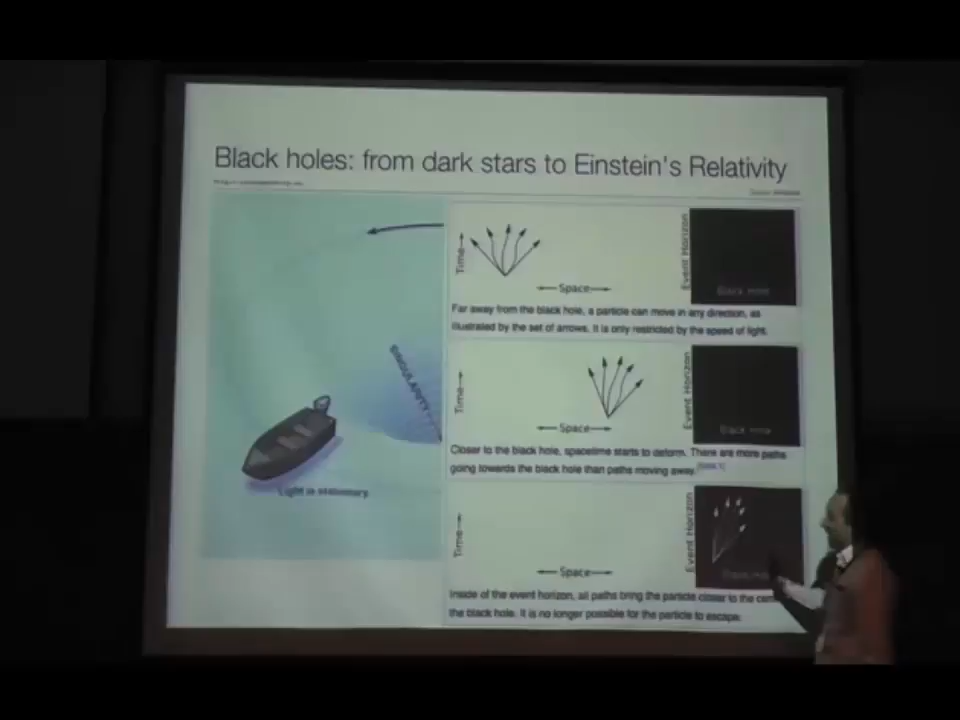 Black holes: from dark stars to Einstein's Relativity
SINGULARITY
Light is stationary.
Time
Space
Event Horizon
Black Hole
Far away from the black hole, a particle can move in any direction, as
illustrated by the set of arrows. It is only restricted by the speed of light.
Time
Space
Event Horizon
Black Hole
Closer to the black hole, spacetime starts to deform. There are more paths
going towards the black hole than paths moving away.
Time
Space
Event Horizon
Black Hole
Inside of the event horizon, all paths bring the particle closer to the
the black hole. It is no longer possible for the particle to escape.